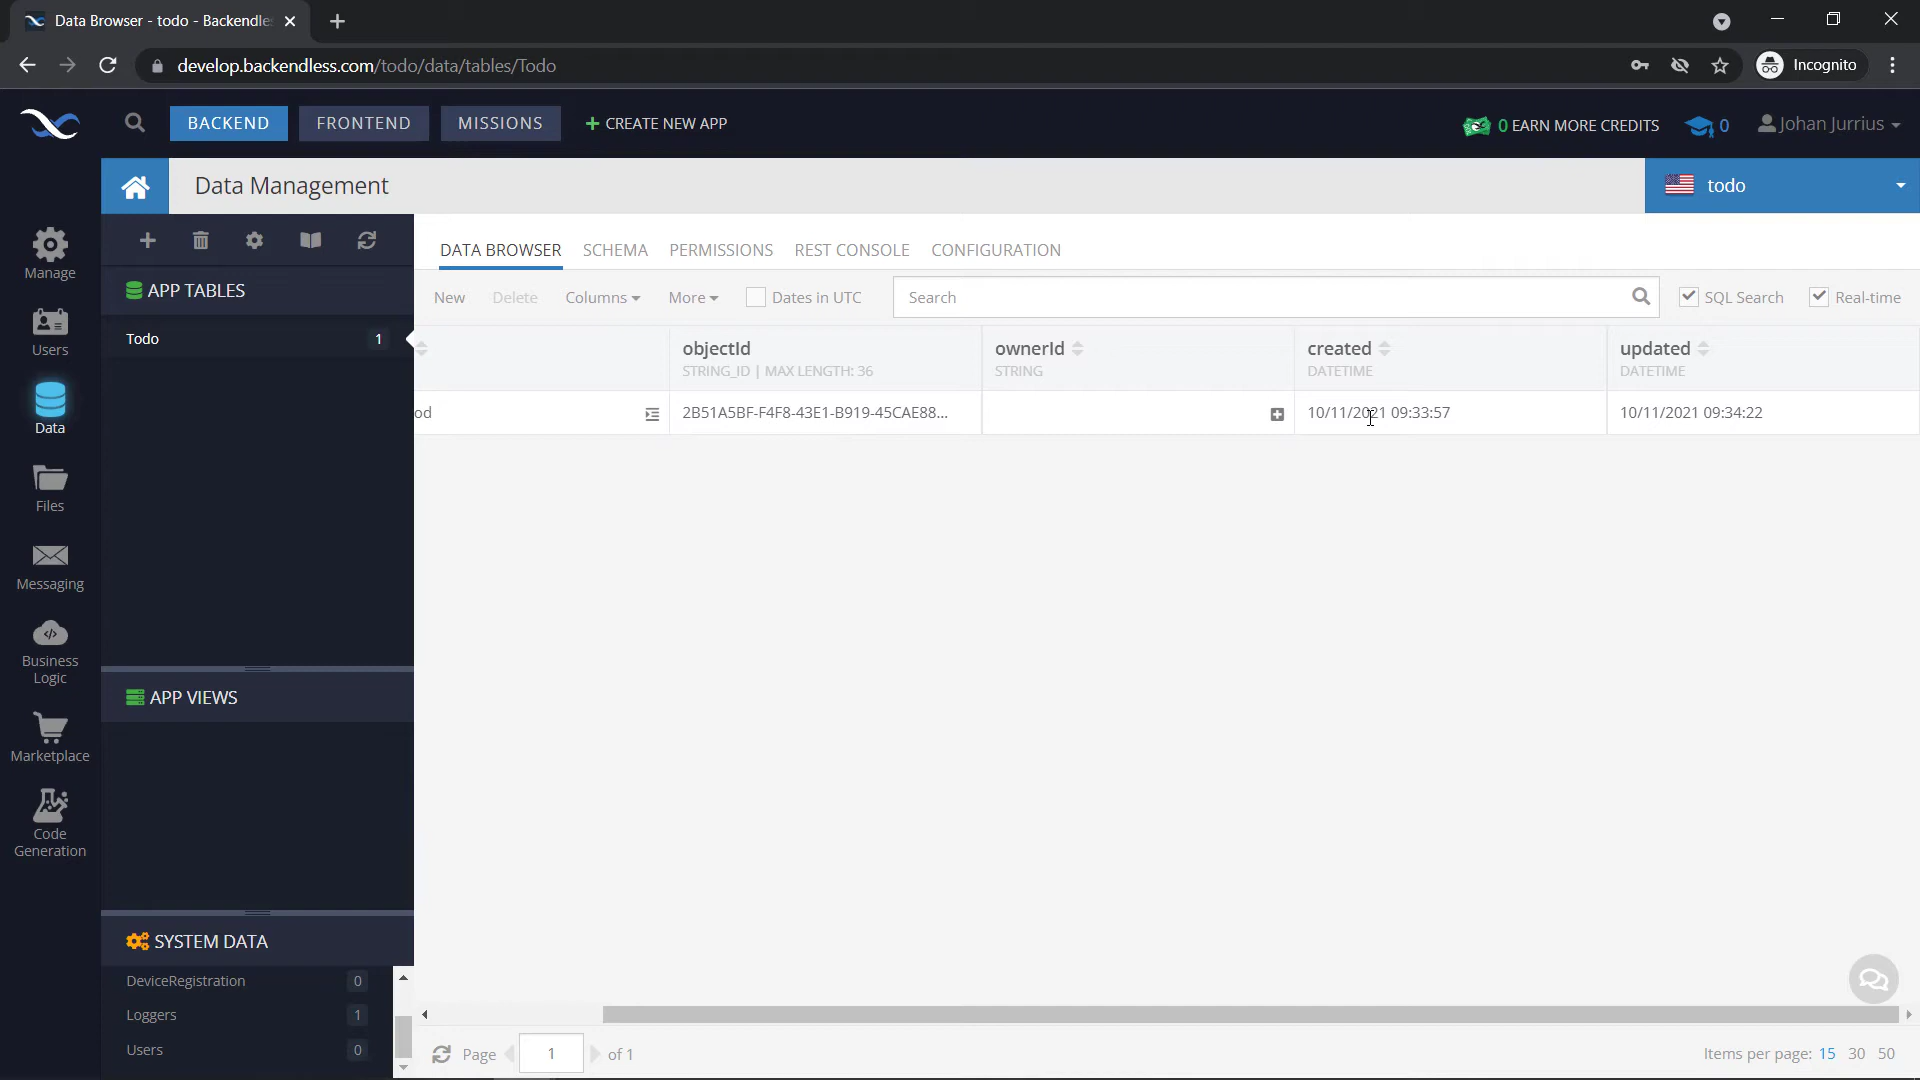 Data Browser - todo - Backendle
develop.backendless.com/todo/data/tables/Todo
Incognito
BACKEND
FRONTEND
MISSIONS
+ CREATE NEW APP
0 EARN MORE CREDITS
0
Johan Jurrius
Data Management
todo
Manage
Users
Data
Files
Messaging
Business
Logic
Marketplace
Code
Generation
APP TABLES
Todo 1
APP VIEWS
SYSTEM DATA
DeviceRegistration 0
Loggers 1
Users 0
DATA BROWSER
SCHEMA
PERMISSIONS
REST CONSOLE
CONFIGURATION
New
Delete
Columns
More
Dates in UTC
Search
SQL Search
Real-time
objectId
STRING_ID | MAX LENGTH: 36
ownerId
STRING
created
DATETIME
updated
DATETIME
od
2B51A5BF-F4F8-43E1-B919-45CAE88...
10/11/2021 09:33:57
10/11/2021 09:34:22
Page 1 of 1
Items per page: 15 30 50